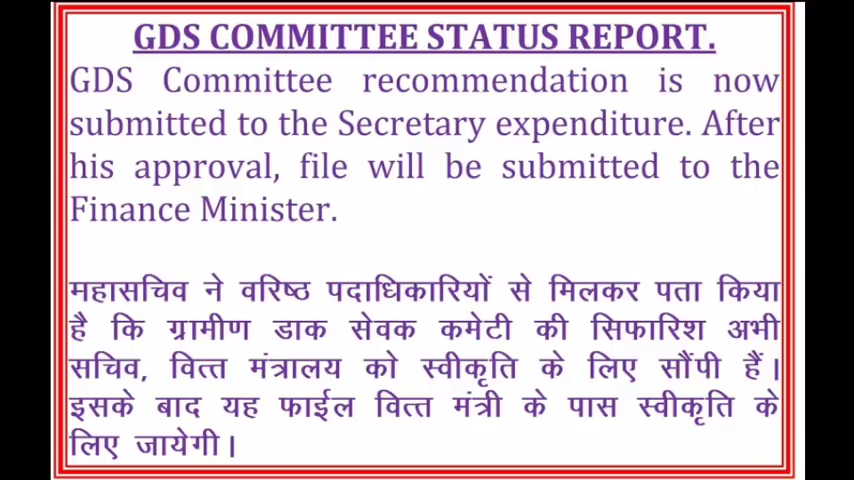 GDS COMMITTEE STATUS REPORT.
GDS Committee recommendation is now
submitted to the Secretary expenditure. After
his approval, file will be submitted to the
Finance Minister.
महासचिव ने वरिष्ठ पदाधिकारियों से मिलकर पता किया
है कि ग्रामीण डाक सेवक कमेटी की सिफारिश अभी
सचिव, वित्त मंत्रालय को स्वीकृति के लिए सौंपी हैं।
इसके बाद यह फाईल वित्त मंत्री के पास स्वीकृति के
लिए जायेगी।